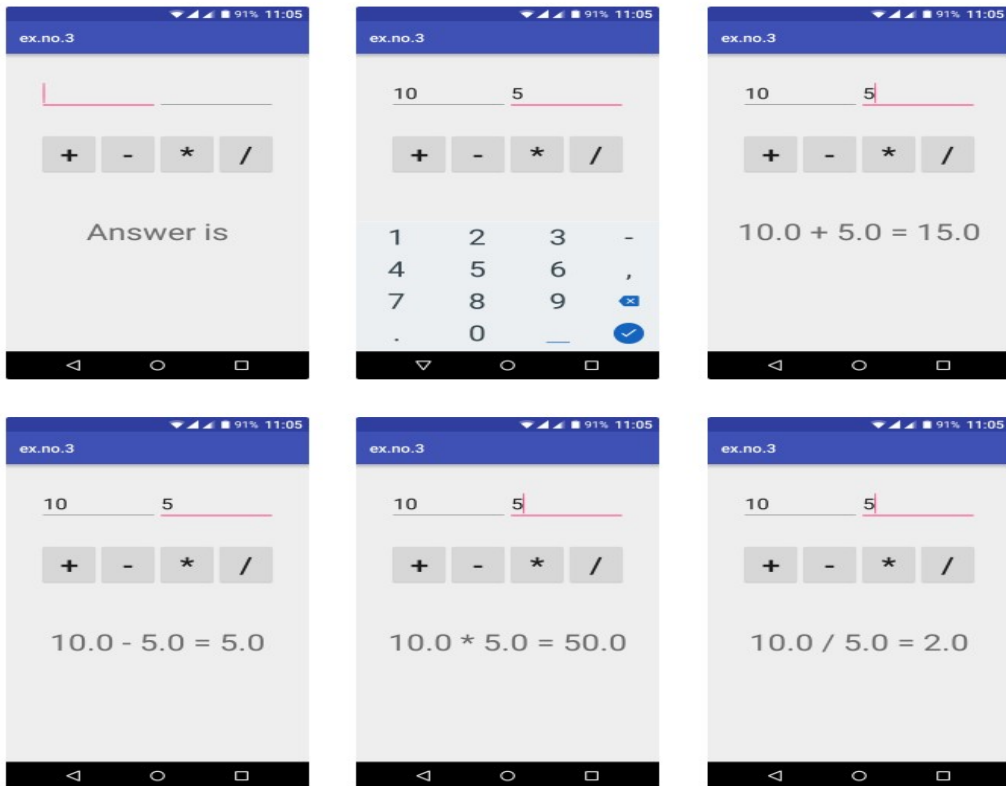 91% 11:05
ex.no.3
+ - * /
Answer is
91% 11:05
ex.no.3
10 5
+ - * /
1 2 3 -
4 5 6 ,
7 8 9
. 0 _
91% 11:05
ex.no.3
10 5
+ - * /
10.0 + 5.0 = 15.0
91% 11:05
ex.no.3
10 5
+ - * /
10.0 - 5.0 = 5.0
91% 11:05
ex.no.3
10 5
+ - * /
10.0 * 5.0 = 50.0
91% 11:05
ex.no.3
10 5
+ - * /
10.0 / 5.0 = 2.0